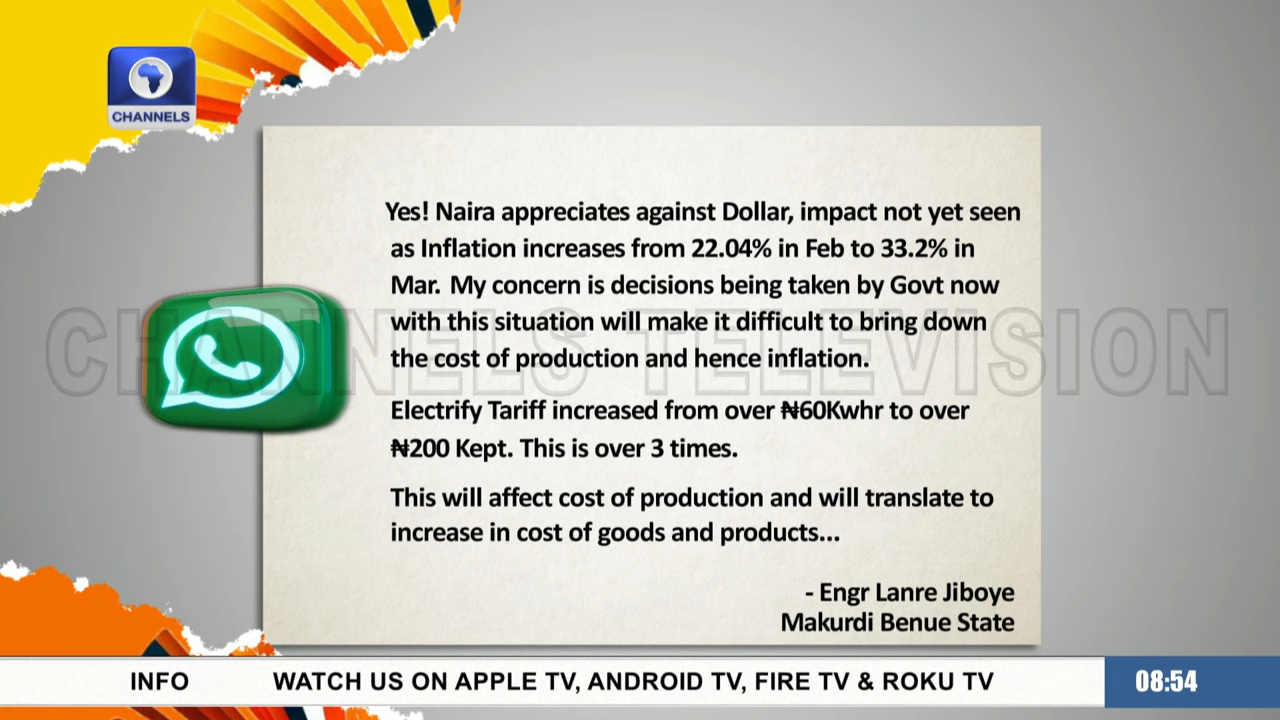 CHANNELS
Yes! Naira appreciates against Dollar, impact not yet seen
as Inflation increases from 22.04% in Feb to 33.2% in
Mar. My concern is decisions being taken by Govt now
with this situation will make it difficult to bring down
the cost of production and hence inflation.
CHANNELS TELEVISION
Electrify Tariff increased from over ₦60Kwhr to over
₦200 Kept. This is over 3 times.
This will affect cost of production and will translate to
increase in cost of goods and products...
- Engr Lanre Jiboye
Makurdi Benue State
INFO WATCH US ON APPLE TV, ANDROID TV, FIRE TV & ROKU TV 08:54